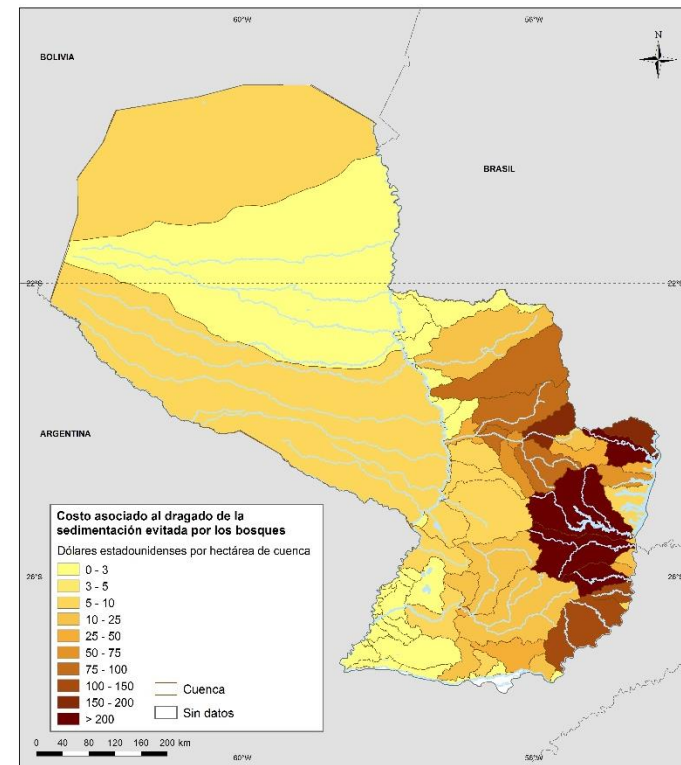 60°W
56°W
N
BOLIVIA
BRASIL
22°S
22°S
ARGENTINA
Costo asociado al dragado de la
sedimentación evitada por los bosques
Dólares estadounidenses por hectárea de cuenca
0 - 3
3 - 5
5 - 10
10 - 25
25 - 50
50 - 75
75 - 100
100 - 150
150 - 200
> 200
Cuenca
Sin datos
26°S
26°S
0 40 80 120 160 200 km
60°W
56°W